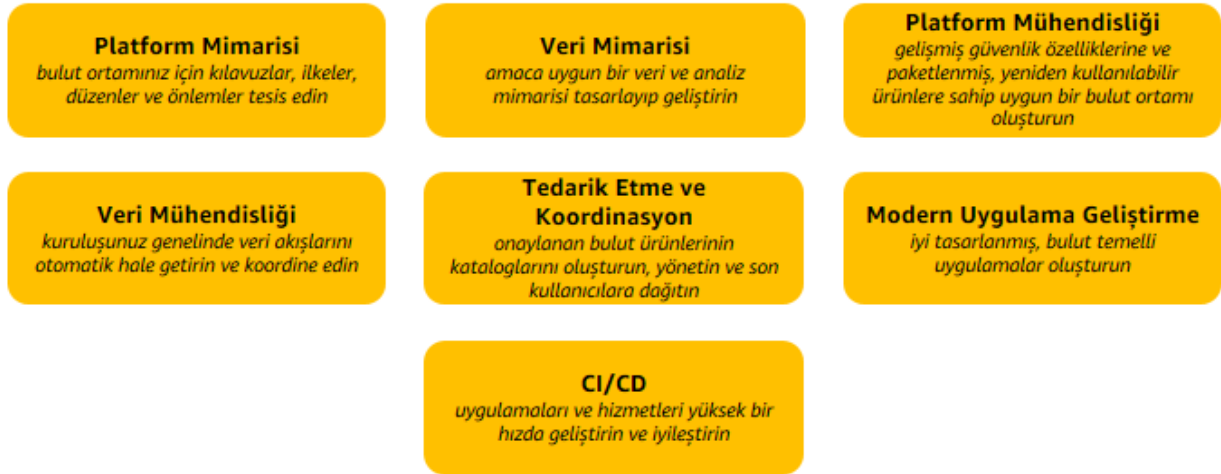 Platform Mimarisi
bulut ortamınız için kılavuzlar, ilkeler,
düzenler ve önlemler tesis edin
Veri Mimarisi
amaca uygun bir veri ve analiz
mimarisi tasarlayıp geliştirin
Platform Mühendisliği
gelişmiş güvenlik özelliklerine ve
paketlenmiş, yeniden kullanılabilir
ürünlere sahip uygun bir bulut ortamı
oluşturun
Veri Mühendisliği
kuruluşunuz genelinde veri akışlarını
otomatik hale getirin ve koordine edin
Tedarik Etme ve
Koordinasyon
onaylanan bulut ürünlerinin
kataloglarını oluşturun, yönetin ve son
kullanıcılara dağıtın
Modern Uygulama Geliştirme
iyi tasarlanmış, bulut temelli
uygulamalar oluşturun
CI/CD
uygulamaları ve hizmetleri yüksek bir
hızda geliştirin ve iyileştirin